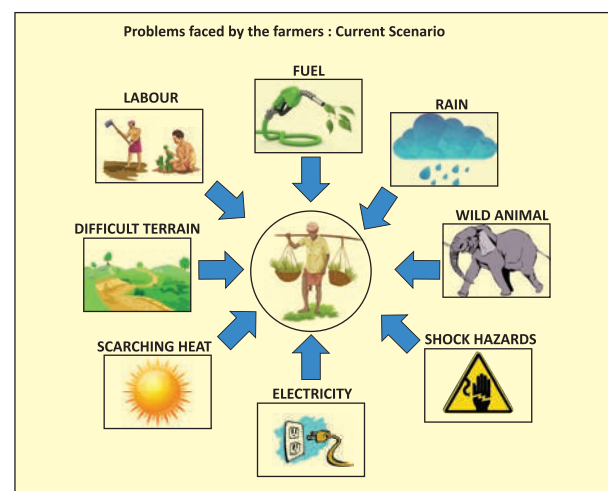 Problems faced by the farmers : Current Scenario
FUEL
LABOUR
RAIN
DIFFICULT TERRAIN
WILD ANIMAL
SCARCHING HEAT
SHOCK HAZARDS
ELECTRICITY